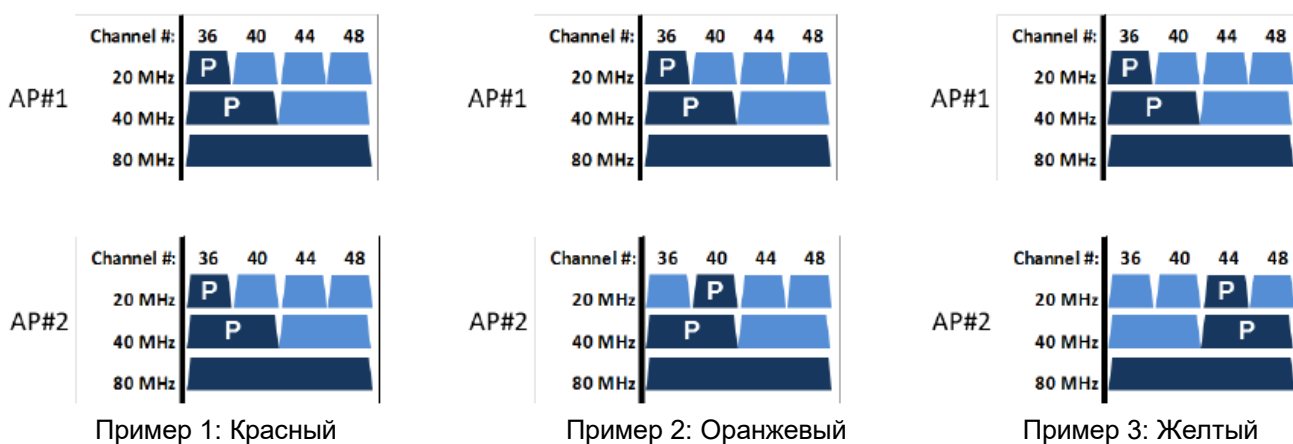 Channel #: 36 40 44 48
AP#1
20 MHz P
40 MHz P
80 MHz
Channel #: 36 40 44 48
AP#1
20 MHz P
40 MHz P
80 MHz
Channel #: 36 40 44 48
AP#1
20 MHz P
40 MHz P
80 MHz
Channel #: 36 40 44 48
AP#2
20 MHz P
40 MHz P
80 MHz
Channel #: 36 40 44 48
AP#2
20 MHz P
40 MHz P
80 MHz
Channel #: 36 40 44 48
AP#2
20 MHz P
40 MHz P
80 MHz
Пример 1: Красный
Пример 2: Оранжевый
Пример 3: Желтый